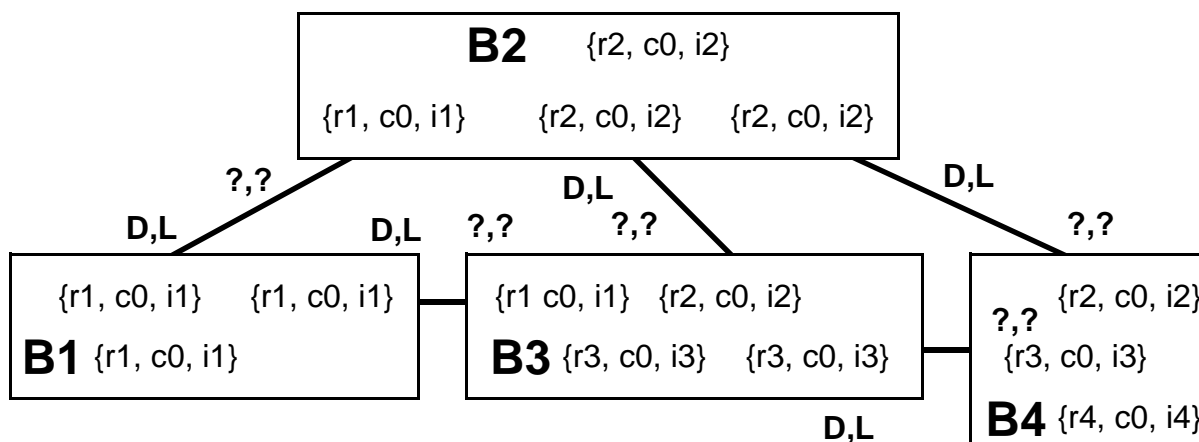 B2 {r2, c0, i2}
{r1, c0, i1} {r2, c0, i2} {r2, c0, i2}
?,? D,L D,L
D,L D,L ?,? ?,? ?,?
{r1, c0, i1} {r1, c0, i1} {r1 c0, i1} {r2, c0, i2} {r2, c0, i2}
?,?
B1 {r1, c0, i1} B3 {r3, c0, i3} {r3, c0, i3} {r3, c0, i3}
D,L B4 {r4, c0, i4}